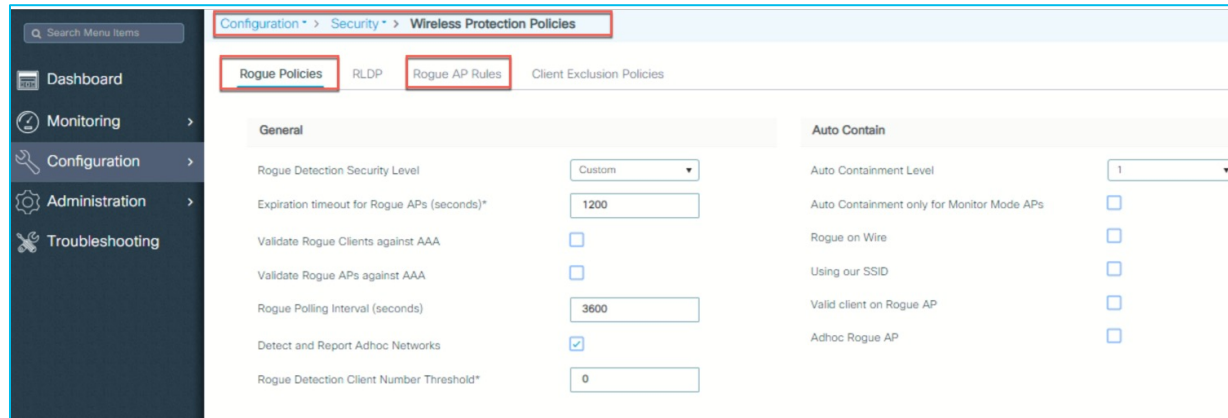 Search Menu Items
Configuration > Security > Wireless Protection Policies
Dashboard
Monitoring >
Configuration >
Administration >
Troubleshooting
Rogue Policies RLDP Rogue AP Rules Client Exclusion Policies
General
Rogue Detection Security Level Custom
Expiration timeout for Rogue APs (seconds)* 1200
Validate Rogue Clients against AAA
Validate Rogue APs against AAA
Rogue Polling Interval (seconds) 3600
Detect and Report Adhoc Networks
Rogue Detection Client Number Threshold* 0
Auto Contain
Auto Containment Level 1
Auto Containment only for Monitor Mode APs
Rogue on Wire
Using our SSID
Valid client on Rogue AP
Adhoc Rogue AP